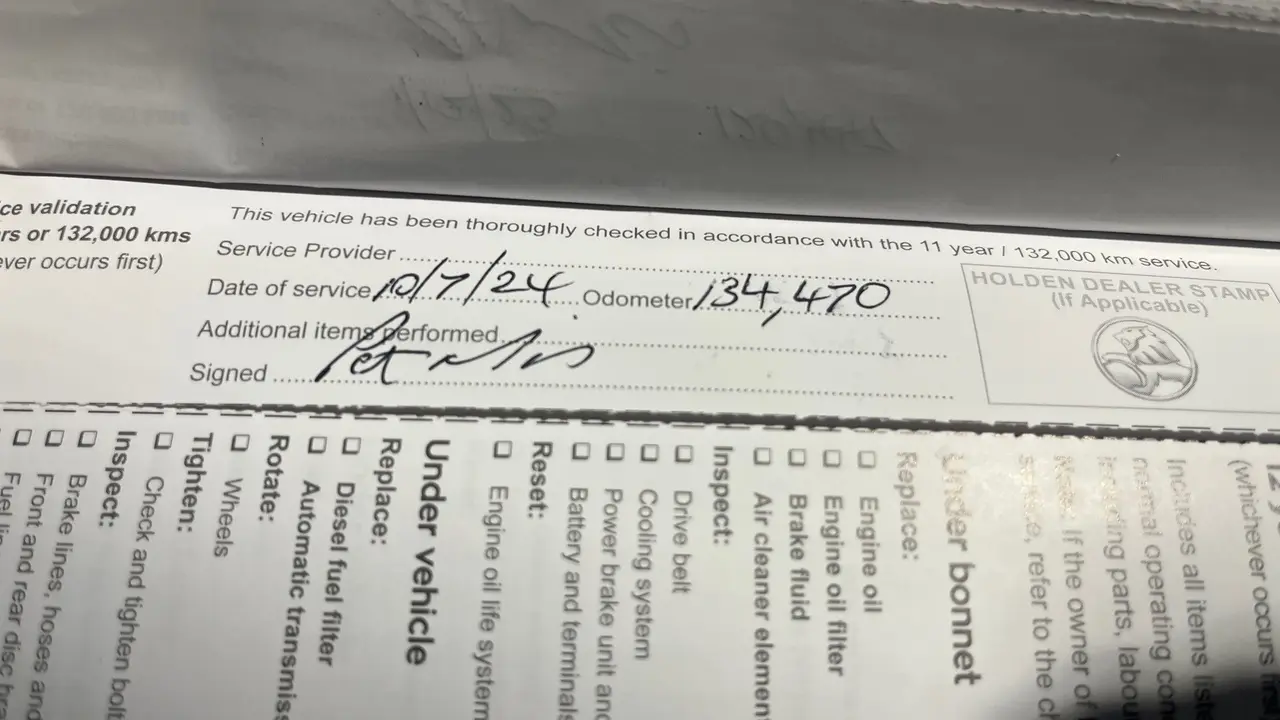 ce validation
rs or 132,000 kms
ever occurs first)
This vehicle has been thoroughly checked in accordance with the 11 year / 132,000 km service.
Service Provider
Date of service 10/7/24 Odometer 134,470
Additional items performed
Signed
HOLDEN DEALER STAMP
(If Applicable)
(whichever occurs
Includes all items
normal operating
parts, labou
If the owner of
refer to the
Under bonnet
Replace:
☐ Engine oil
☐ Engine oil filter
☐ Brake fluid
☐ Air cleaner elemen
Inspect:
☐ Drive belt
☐ Cooling system
☐ Power brake unit and
☐ Battery and terminals
Reset:
☐ Engine oil life system
Under vehicle
Replace:
☐ Diesel fuel filter
☐ Automatic transmis
Rotate:
☐ Wheels
Tighten:
☐ Check and tighten bolt
Inspect:
☐ Brake lines, hoses and
☐ Front and rear disc bra
☐ Fuel li